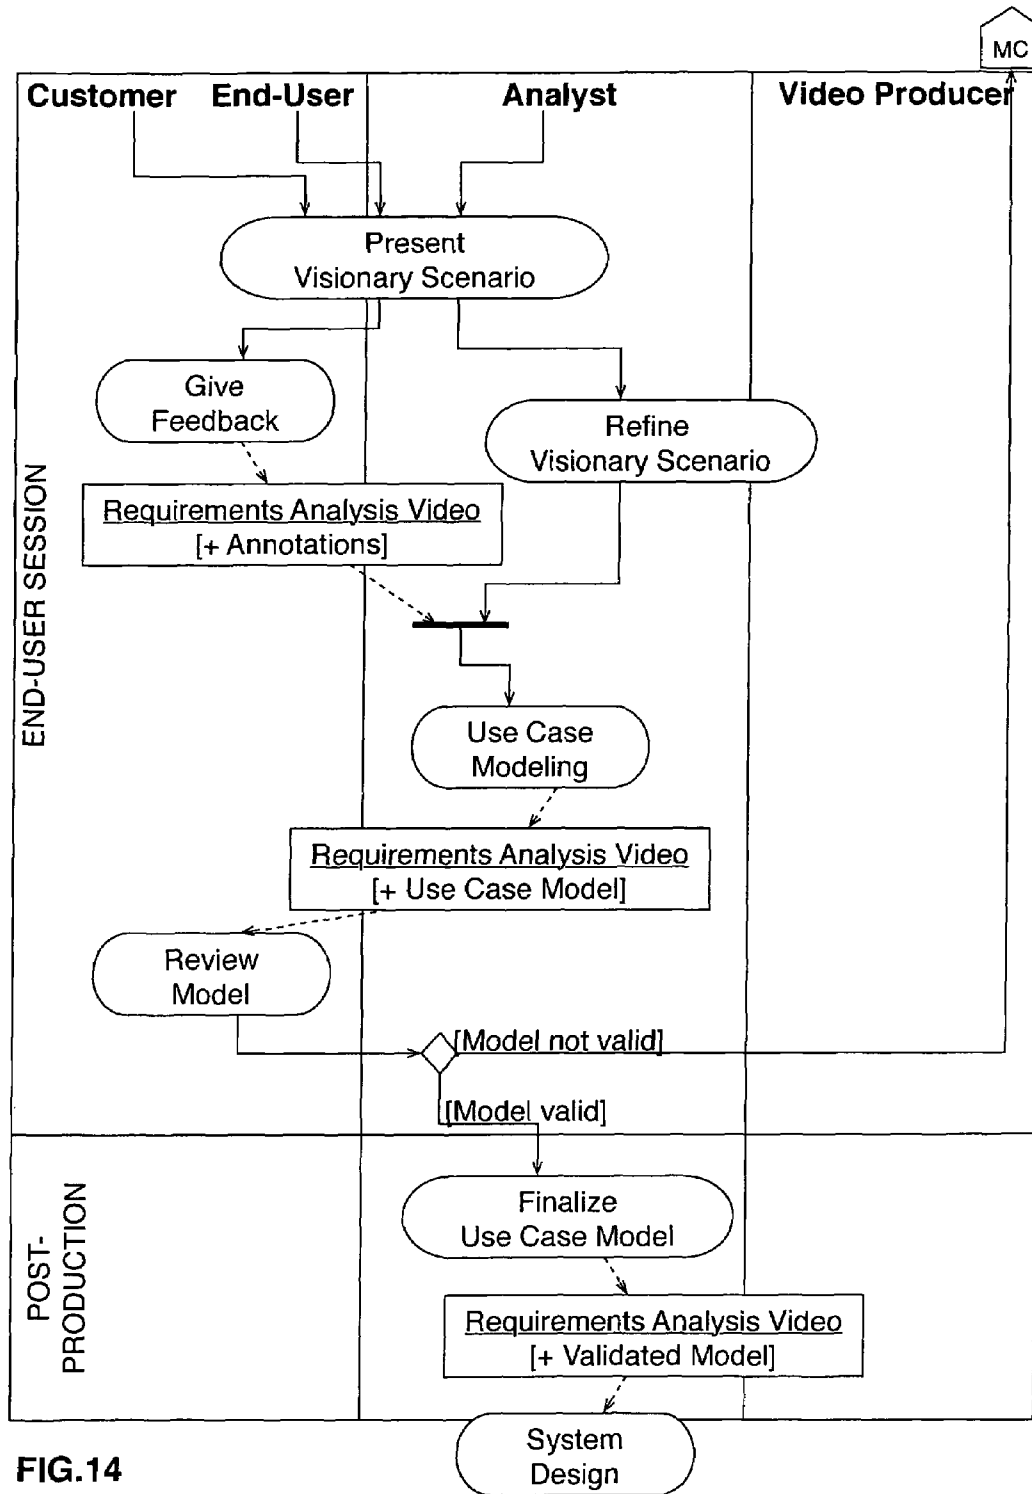 MC
Customer End-User Analyst Video Producer
Present
Visionary Scenario
Give
Feedback
Refine
Visionary Scenario
Requirements Analysis Video
[+ Annotations]
END-USER SESSION
Use Case
Modeling
Requirements Analysis Video
[+ Use Case Model]
Review
Model
[Model not valid]
[Model valid]
POST-
PRODUCTION
Finalize
Use Case Model
Requirements Analysis Video
[+ Validated Model]
System
Design
FIG.14